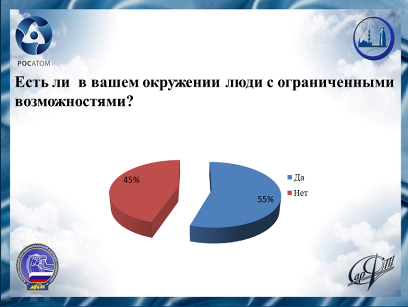 РОСАТОМ
Есть ли в вашем окружении люди с ограниченными
возможностями?
45%
55%
Да
Нет